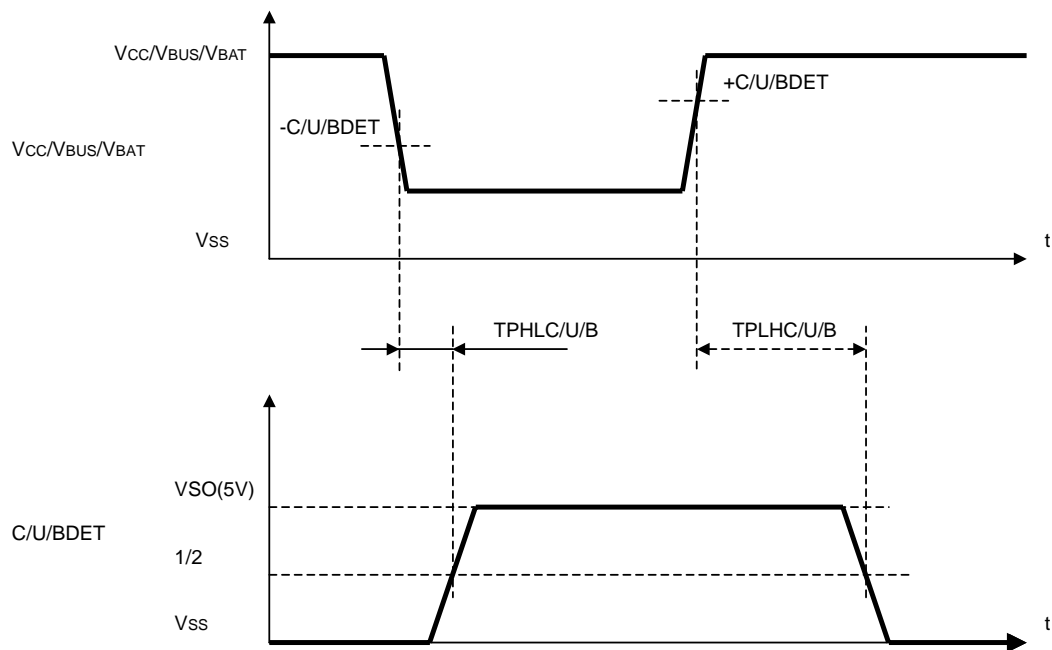 VCC/VBUS/VBAT
+C/U/BDET
-C/U/BDET
VCC/VBUS/VBAT
VSS
t
TPHLC/U/B
TPLHC/U/B
VSO(5V)
C/U/BDET
1/2
VSS
t